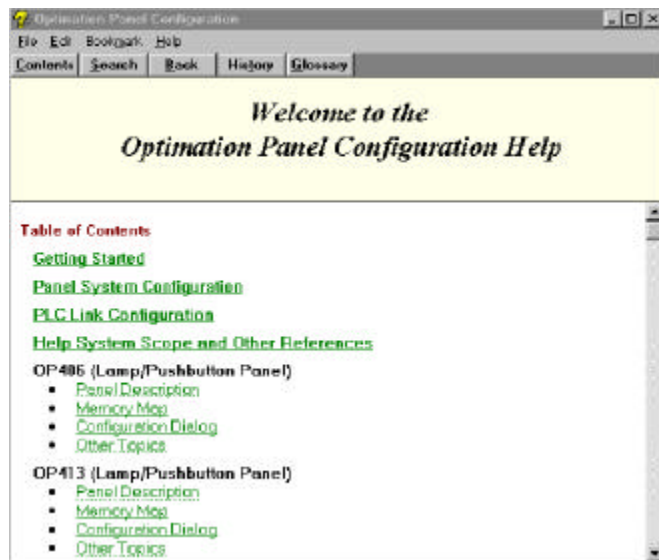 Optimation Panel Configuration
File Edit Bookmark Help
Contents Search Back History Glossary
Welcome to the
Optimation Panel Configuration Help
Table of Contents
Getting Started
Panel System Configuration
PLC Link Configuration
Help System Scope and Other References
OP406 (Lamp/Pushbutton Panel)
Panel Description
Memory Map
Configuration Dialog
Other Topics
OP413 (Lamp/Pushbutton Panel)
Panel Description
Memory Map
Configuration Dialog
Other Topics